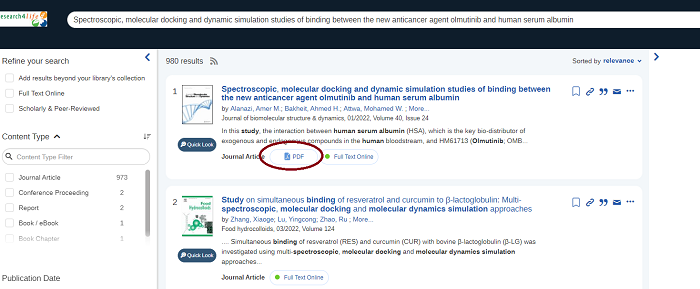 research4life
Spectroscopic, molecular docking and dynamic simulation studies of binding between the new anticancer agent olmutinib and human serum albumin
Refine your search
Add results beyond your library's collection
Full Text Online
Scholarly & Peer-Reviewed
Content Type
Content Type Filter
Journal Article 973
Conference Proceeding 2
Report 2
Book / eBook 1
Book Chapter 1
Publication Date
980 results
Sorted by relevance
1
Spectroscopic, molecular docking and dynamic simulation studies of binding between
the new anticancer agent olmutinib and human serum albumin
by Alanazi, Amer M.; Bakheit, Ahmed H.; Attwa, Mohamed W.; More...
Journal of biomolecular structure & dynamics, 01/2022, Volume 40, Issue 24
In this study, the interaction between human serum albumin (HSA), which is the key bio-distributor of
exogenous and endogenous compounds in the human bloodstream, and HM61713 (Olmutinib; OMB...
Quick Look
Journal Article PDF Full Text Online
2
Food
Hydrocolloids
Study on simultaneous binding of resveratrol and curcumin to β-lactoglobulin: Multi-
spectroscopic, molecular docking and molecular dynamics simulation approaches
by Zhang, Xiaoge; Lu, Yingcong; Zhao, Ru; More...
Food hydrocolloids, 03/2022, Volume 124
.... Simultaneous binding of resveratrol (RES) and curcumin (CUR) with bovine β-lactoglobulin (β-LG) was
investigated using multi-spectroscopic, molecular docking and molecular dynamics simulation
approaches...
Quick Look
Journal Article Full Text Online